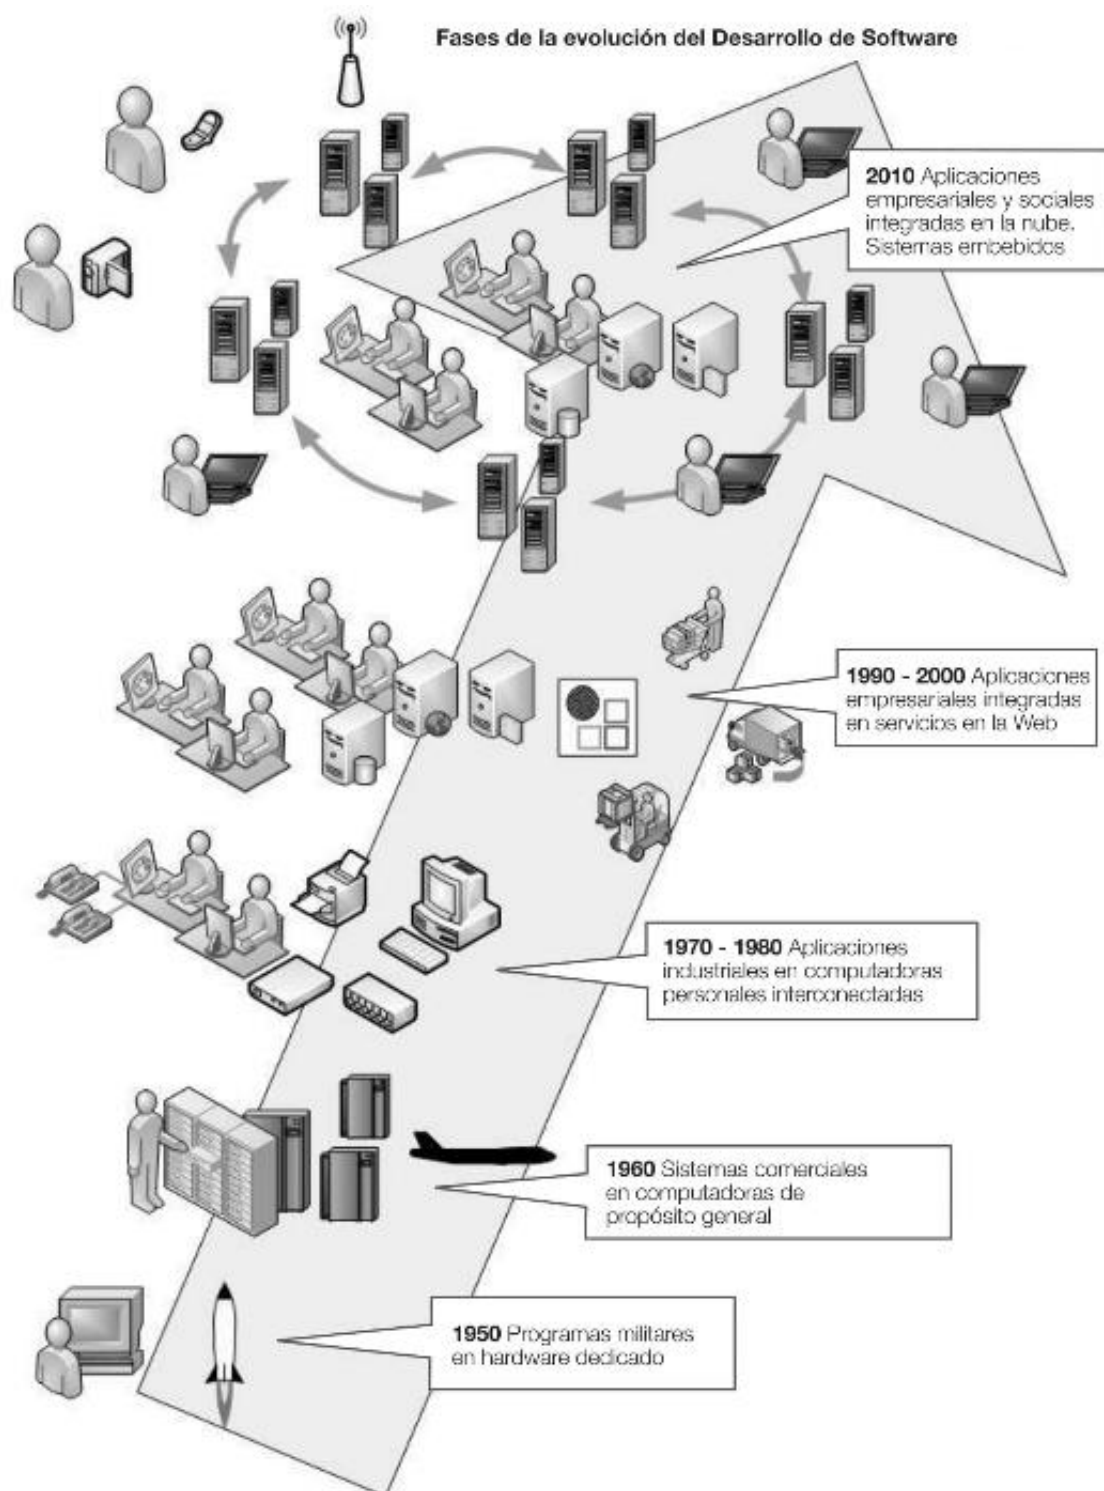 Fases de la evolución del Desarrollo de Software
2010 Aplicaciones
empresariales y sociales
integradas en la nube.
Sistemas embebidos
1990 - 2000 Aplicaciones
empresariales integradas
en servicios en la Web
1970 - 1980 Aplicaciones
industriales en computadoras
personales interconectadas
1960 Sistemas comerciales
en computadoras de
propósito general
1950 Programas militares
en hardware dedicado